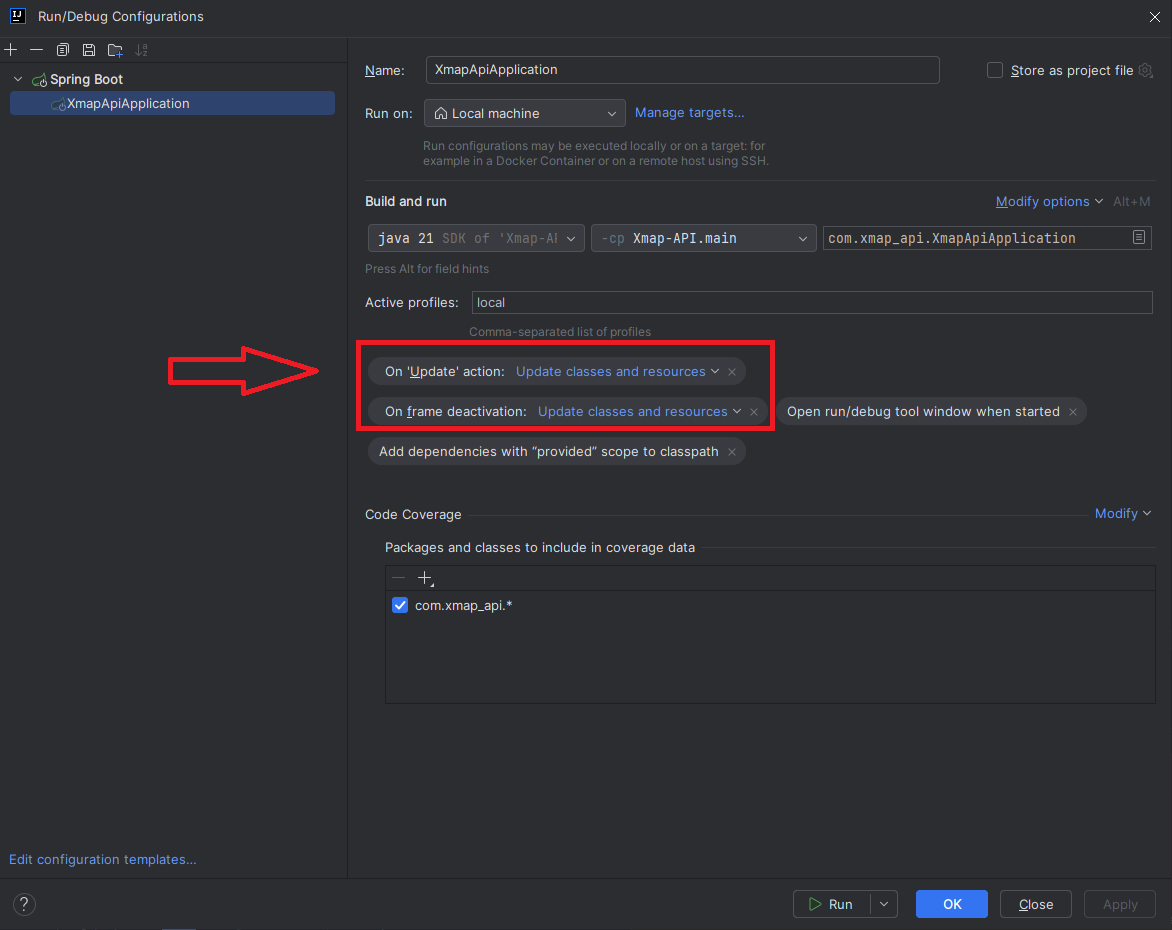 Run/Debug Configurations
Spring Boot
XmapApiApplication
Edit configuration templates...
Name: XmapApiApplication Store as project file
Run on: Local machine Manage targets...
Run configurations may be executed locally or on a target: for
example in a Docker Container or on a remote host using SSH.
Build and run Modify options Alt+M
java 21 SDK of 'Xmap-AP -cp Xmap-API.main com.xmap_api.XmapApiApplication
Press Alt for field hints
Active profiles: local
Comma-separated list of profiles
On 'Update' action: Update classes and resources
On frame deactivation: Update classes and resources Open run/debug tool window when started
Add dependencies with “provided” scope to classpath
Code Coverage Modify
Packages and classes to include in coverage data
com.xmap_api.*
? Run OK Close Apply